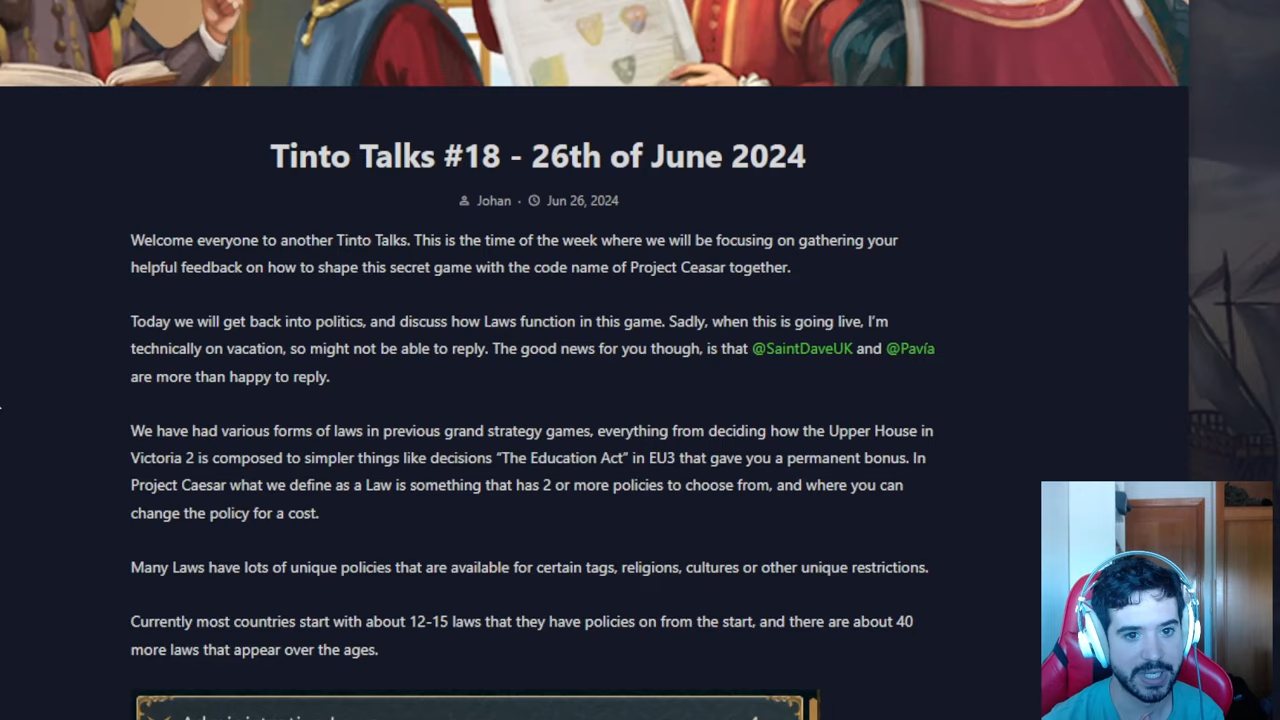 Tinto Talks #18 - 26th of June 2024
Johan · Jun 26, 2024
Welcome everyone to another Tinto Talks. This is the time of the week where we will be focusing on gathering your
helpful feedback on how to shape this secret game with the code name of Project Ceasar together.
Today we will get back into politics, and discuss how Laws function in this game. Sadly, when this is going live, I’m
technically on vacation, so might not be able to reply. The good news for you though, is that @SaintDaveUK and @Pavía
are more than happy to reply.
We have had various forms of laws in previous grand strategy games, everything from deciding how the Upper House in
Victoria 2 is composed to simpler things like decisions “The Education Act” in EU3 that gave you a permanent bonus. In
Project Caesar what we define as a Law is something that has 2 or more policies to choose from, and where you can
change the policy for a cost.
Many Laws have lots of unique policies that are available for certain tags, religions, cultures or other unique restrictions.
Currently most countries start with about 12-15 laws that they have policies on from the start, and there are about 40
more laws that appear over the ages.